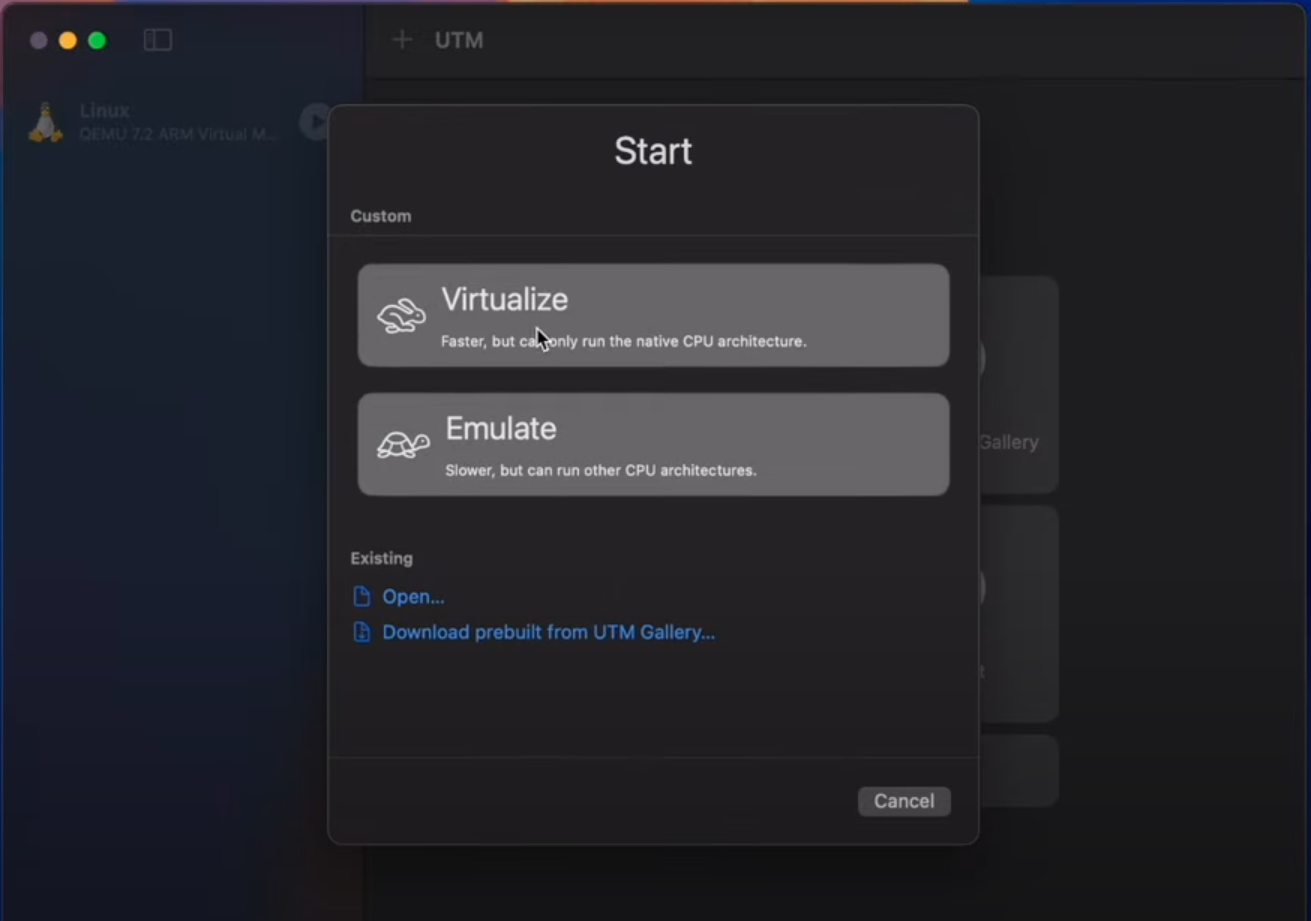 UTM
Linux
QEMU 7.2 ARM Virtual M...
Start
Custom
Virtualize
Faster, but can only run the native CPU architecture.
Emulate
Slower, but can run other CPU architectures.
Gallery
Existing
Open...
Download prebuilt from UTM Gallery...
Cancel